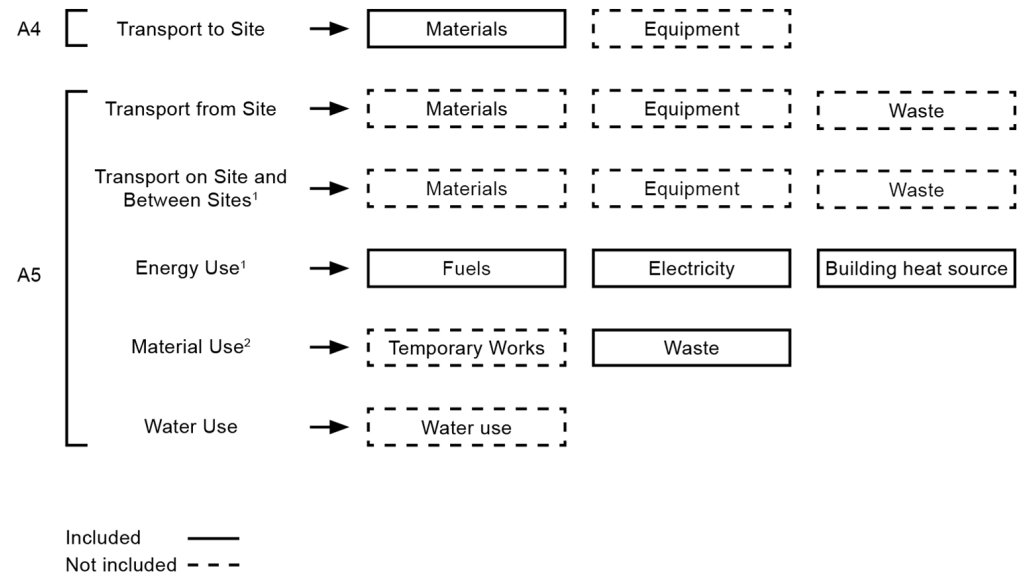 A4 Transport to Site Materials Equipment
Transport from Site Materials Equipment Waste
Transport on Site and
Between Sites¹ Materials Equipment Waste
A5 Energy Use¹ Fuels Electricity Building heat source
Material Use² Temporary Works Waste
Water Use Water use
Included
Not included